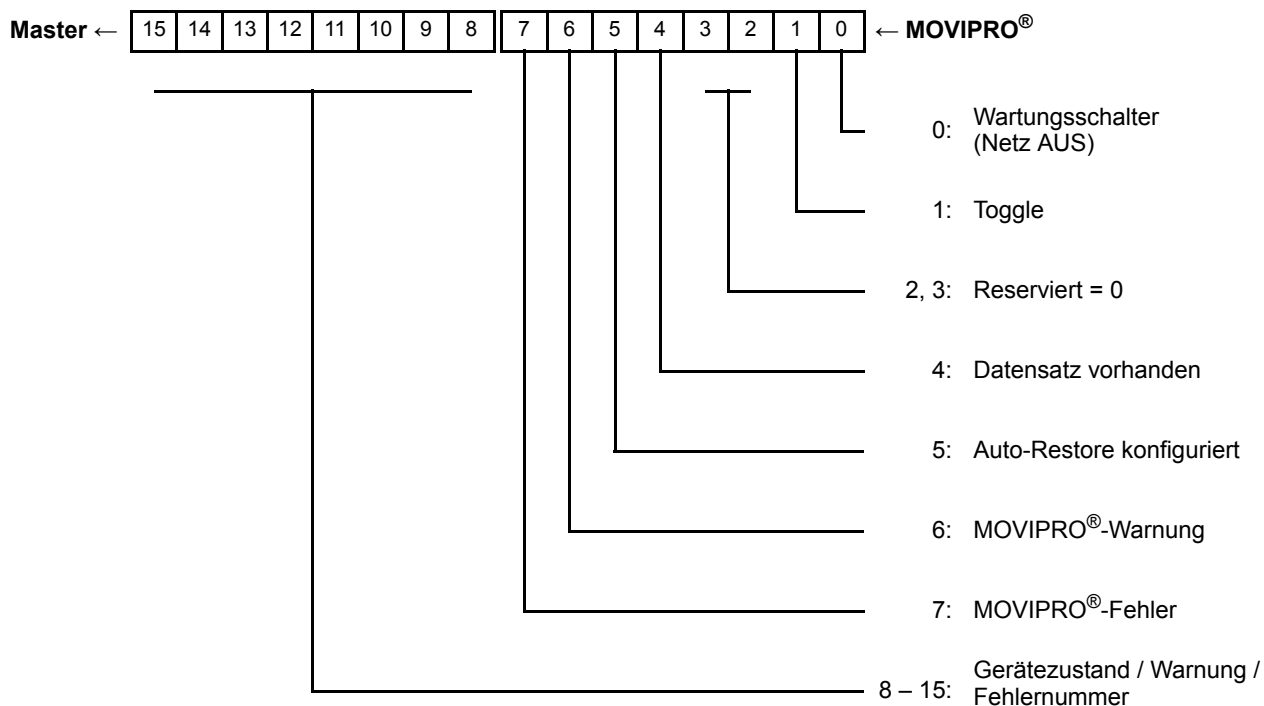 Master ← 15 14 13 12 11 10 9 8 7 6 5 4 3 2 1 0 ← MOVIPRO®
0: Wartungsschalter
(Netz AUS)
1: Toggle
2, 3: Reserviert = 0
4: Datensatz vorhanden
5: Auto-Restore konfiguriert
6: MOVIPRO®-Warnung
7: MOVIPRO®-Fehler
8 – 15: Gerätezustand / Warnung /
Fehlernummer